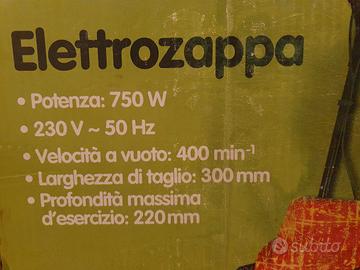 Elettrozappa
• Potenza: 750 W
• 230 V ~ 50 Hz
• Velocità a vuoto: 400 min⁻¹
• Larghezza di taglio: 300 mm
• Profondità massima
d'esercizio: 220 mm
subito